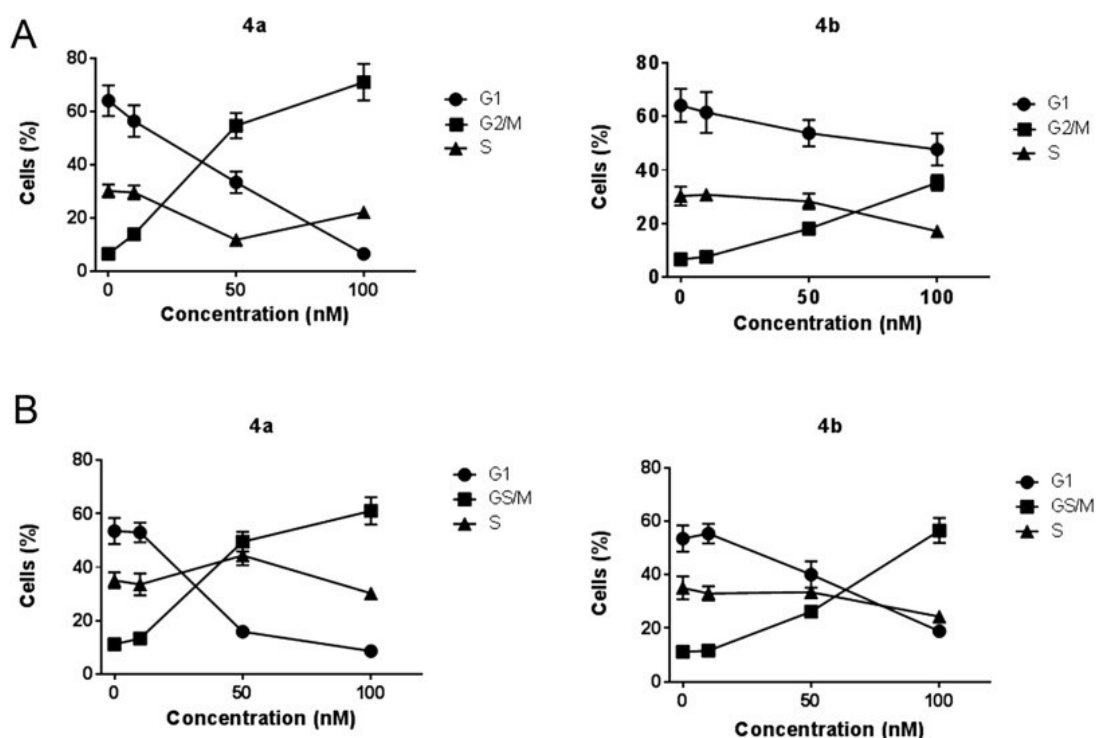 A
4a
80
60
40
20
0
Cells (%)
0 50 100
Concentration (nM)
G1
G2/M
S
4b
80
60
40
20
0
Cells (%)
0 50 100
Concentration (nM)
G1
G2/M
S
B
4a
80
60
40
20
0
Cells (%)
0 50 100
Concentration (nM)
G1
GS/M
S
4b
80
60
40
20
0
Cells (%)
0 50 100
Concentration (nM)
G1
GS/M
S